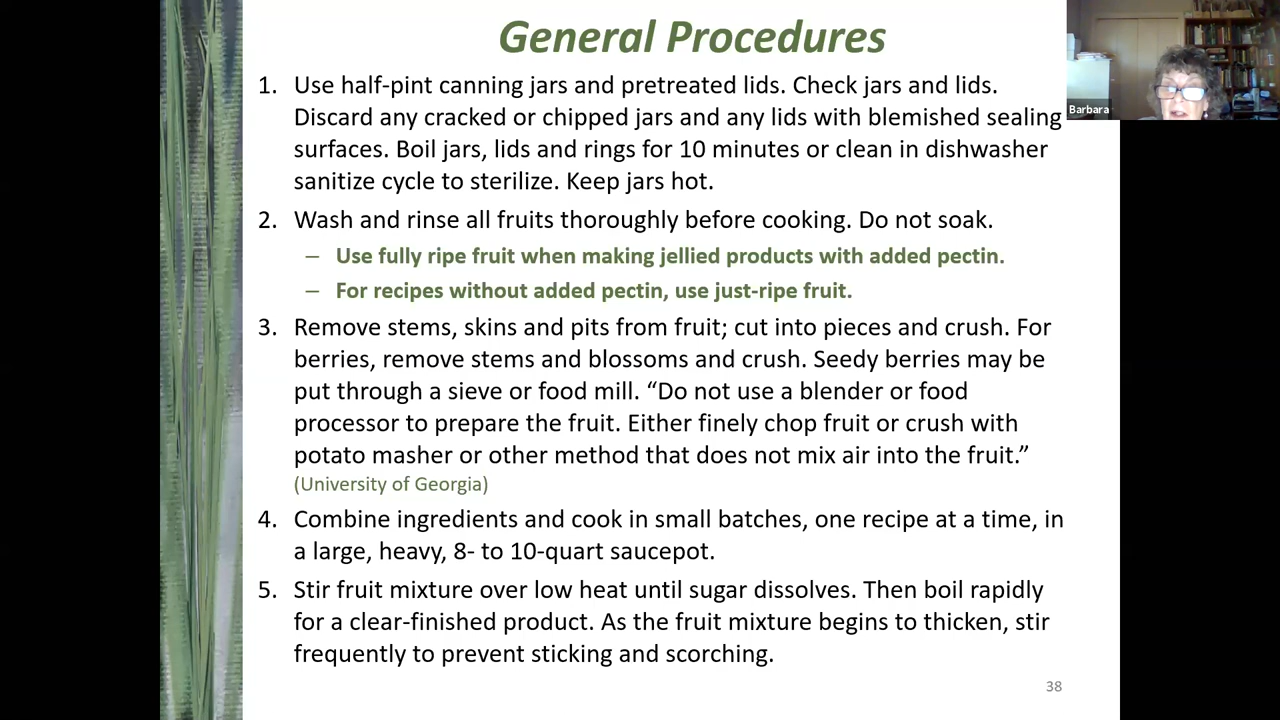 General Procedures
1. Use half-pint canning jars and pretreated lids. Check jars and lids.
Discard any cracked or chipped jars and any lids with blemished sealing
surfaces. Boil jars, lids and rings for 10 minutes or clean in dishwasher
sanitize cycle to sterilize. Keep jars hot.
2. Wash and rinse all fruits thoroughly before cooking. Do not soak.
– Use fully ripe fruit when making jellied products with added pectin.
– For recipes without added pectin, use just-ripe fruit.
3. Remove stems, skins and pits from fruit; cut into pieces and crush. For
berries, remove stems and blossoms and crush. Seedy berries may be
put through a sieve or food mill. “Do not use a blender or food
processor to prepare the fruit. Either finely chop fruit or crush with
potato masher or other method that does not mix air into the fruit.”
(University of Georgia)
4. Combine ingredients and cook in small batches, one recipe at a time, in
a large, heavy, 8- to 10-quart saucepot.
5. Stir fruit mixture over low heat until sugar dissolves. Then boil rapidly
for a clear-finished product. As the fruit mixture begins to thicken, stir
frequently to prevent sticking and scorching.
38
Barbara